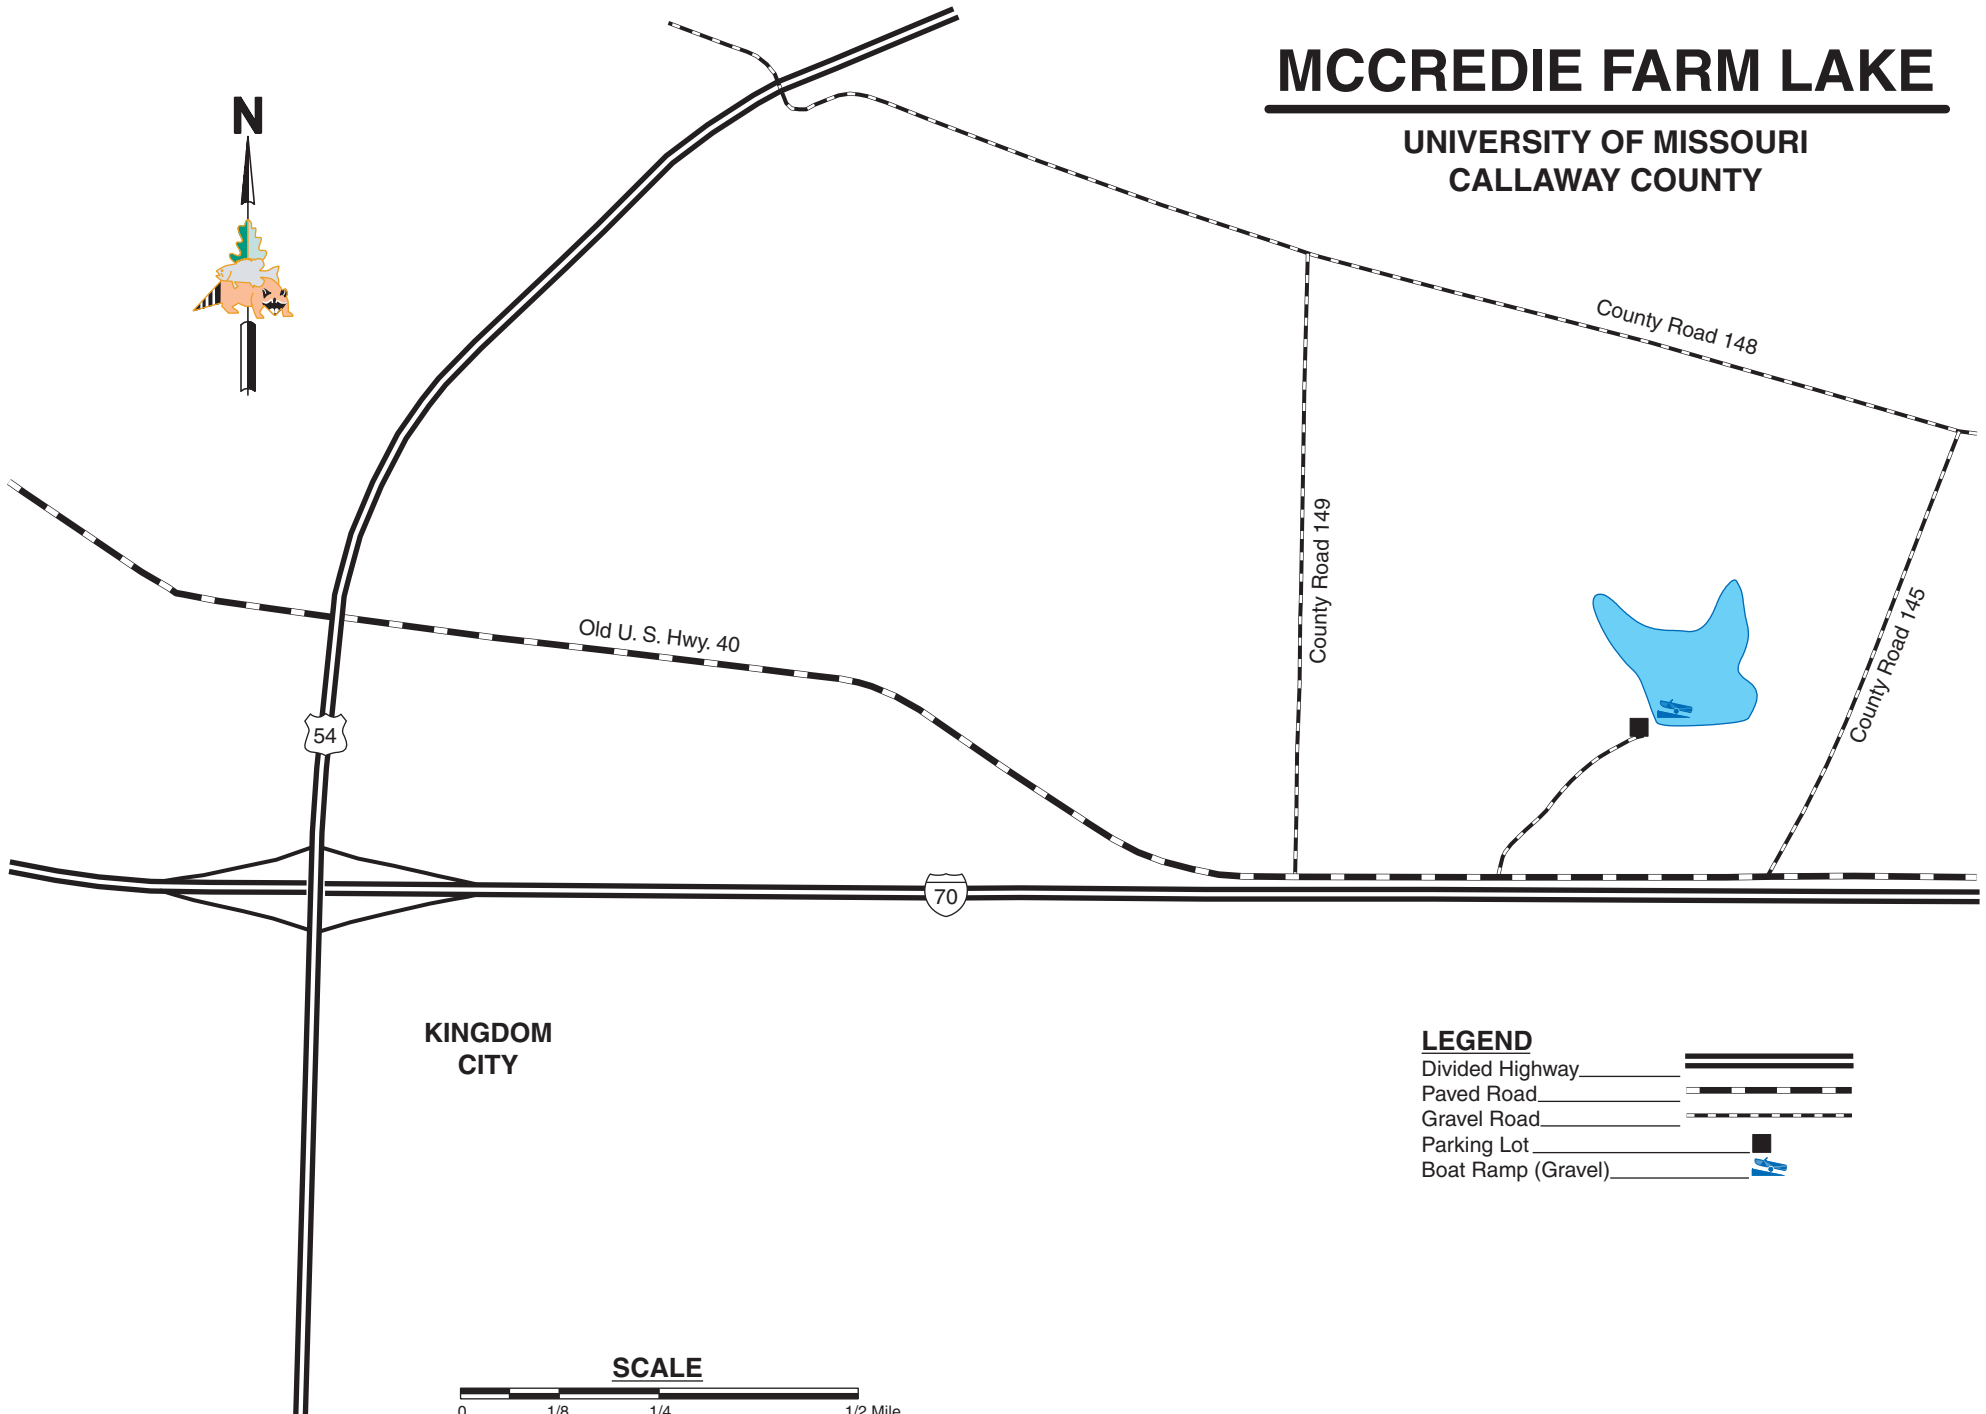 MCCREDIE FARM LAKE
UNIVERSITY OF MISSOURI
CALLAWAY COUNTY
N
County Road 148
County Road 149
County Road 145
Old U. S. Hwy. 40
54
70
KINGDOM
CITY
LEGEND
Divided Highway
Paved Road
Gravel Road
Parking Lot
Boat Ramp (Gravel)
SCALE
0 1/8 1/4 1/2 Mile